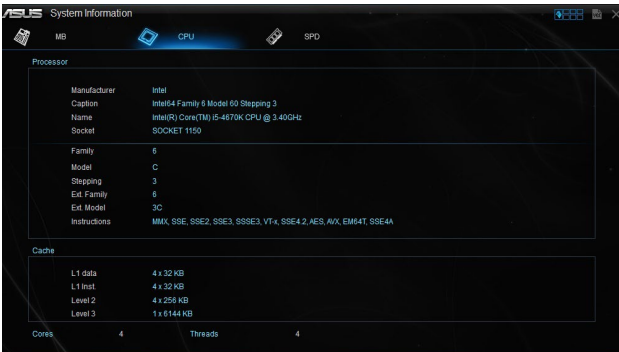 ASUS System Information
MB CPU SPD
Processor
Manufacturer Intel
Caption Intel64 Family 6 Model 60 Stepping 3
Name Intel(R) Core(TM) i5-4670K CPU @ 3.40GHz
Socket SOCKET 1150
Family 6
Model C
Stepping 3
Ext. Family 6
Ext. Model 3C
Instructions MMX, SSE, SSE2, SSE3, SSSE3, VT-x, SSE4.2, AES, AVX, EM64T, SSE4A
Cache
L1 data 4 x 32 KB
L1 Inst. 4 x 32 KB
Level 2 4 x 256 KB
Level 3 1 x 6144 KB
Cores 4 Threads 4